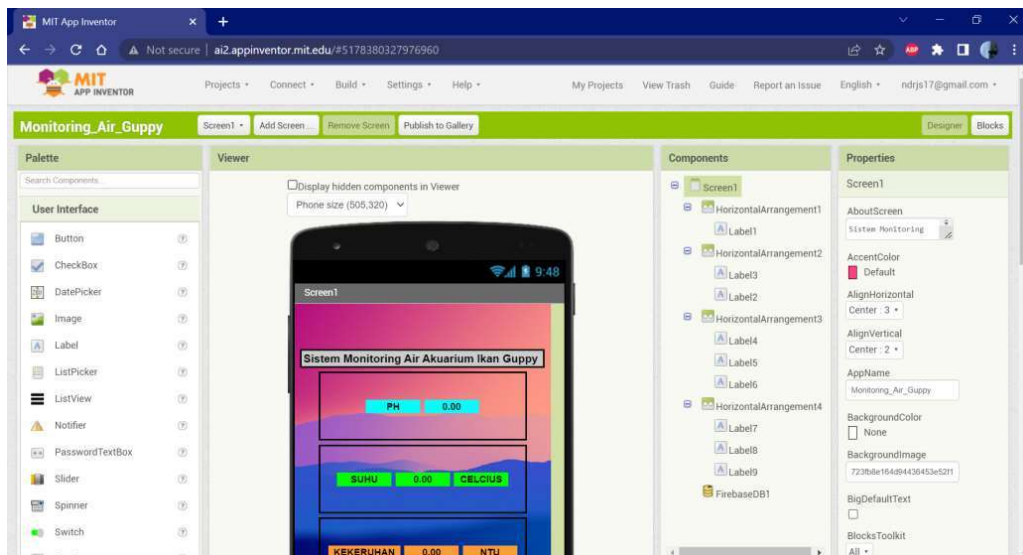 MIT App Inventor
Not secure
ai2.appinventor.mit.edu/#5178380327976960
ABP
MIT
APP INVENTOR
Projects
Connect
Build
Settings
Help
My Projects
View Trash
Guide
Report an Issue
English
ndrjs17@gmail.com
Monitoring_Air_Guppy
Screen1
Add Screen ...
Remove Screen
Publish to Gallery
Designer
Blocks
Palette
Search Components...
User Interface
Button
CheckBox
DatePicker
Image
Label
ListPicker
ListView
Notifier
PasswordTextBox
Slider
Spinner
Switch
Viewer
Display hidden components in Viewer
Phone size (505,320)
9:48
Screen1
Sistem Monitoring Air Akuarium Ikan Guppy
PH 0.00
SUHU 0.00 CELCIUS
KEKERUHAN 0.00 NTU
Components
Screen1
HorizontalArrangement1
Label1
HorizontalArrangement2
Label3
Label2
HorizontalArrangement3
Label4
Label5
Label6
HorizontalArrangement4
Label7
Label8
Label9
FirebaseDB1
Properties
Screen1
AboutScreen
Sistem Monitoring
AccentColor
Default
AlignHorizontal
Center : 3
AlignVertical
Center : 2
AppName
Monitoring_Air_Guppy
BackgroundColor
None
BackgroundImage
BigDefaultText
BlocksToolkit
All